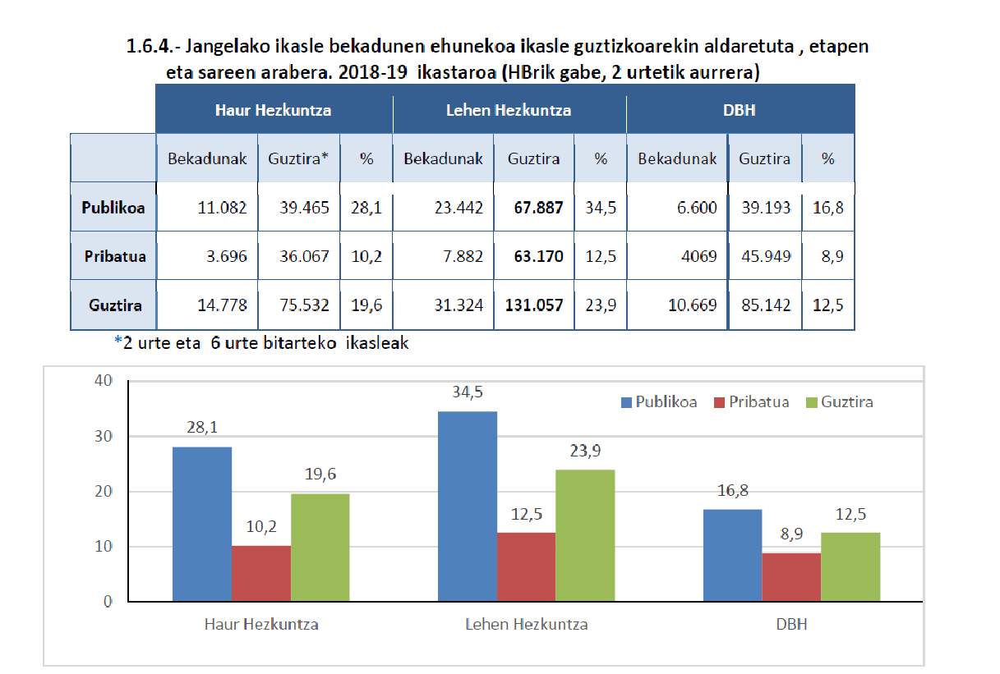 1.6.4.- Jangelako ikasle bekadunen ehunekoa ikasle guztizkoarekin aldaretuta , etapen
eta sareen arabera. 2018-19 ikastaroa (HBrik gabe, 2 urtetik aurrera)
Haur Hezkuntza Lehen Hezkuntza DBH
Bekadunak Guztira* % Bekadunak Guztira % Bekadunak Guztira %
Publikoa 11.082 39.465 28,1 23.442 67.887 34,5 6.600 39.193 16,8
Pribatua 3.696 36.067 10,2 7.882 63.170 12,5 4069 45.949 8,9
Guztira 14.778 75.532 19,6 31.324 131.057 23,9 10.669 85.142 12,5
*2 urte eta 6 urte bitarteko ikasleak
40
30
20
10
0
Publikoa Pribatua Guztira
28,1 10,2 19,6
34,5 12,5 23,9
16,8 8,9 12,5
Haur Hezkuntza Lehen Hezkuntza DBH